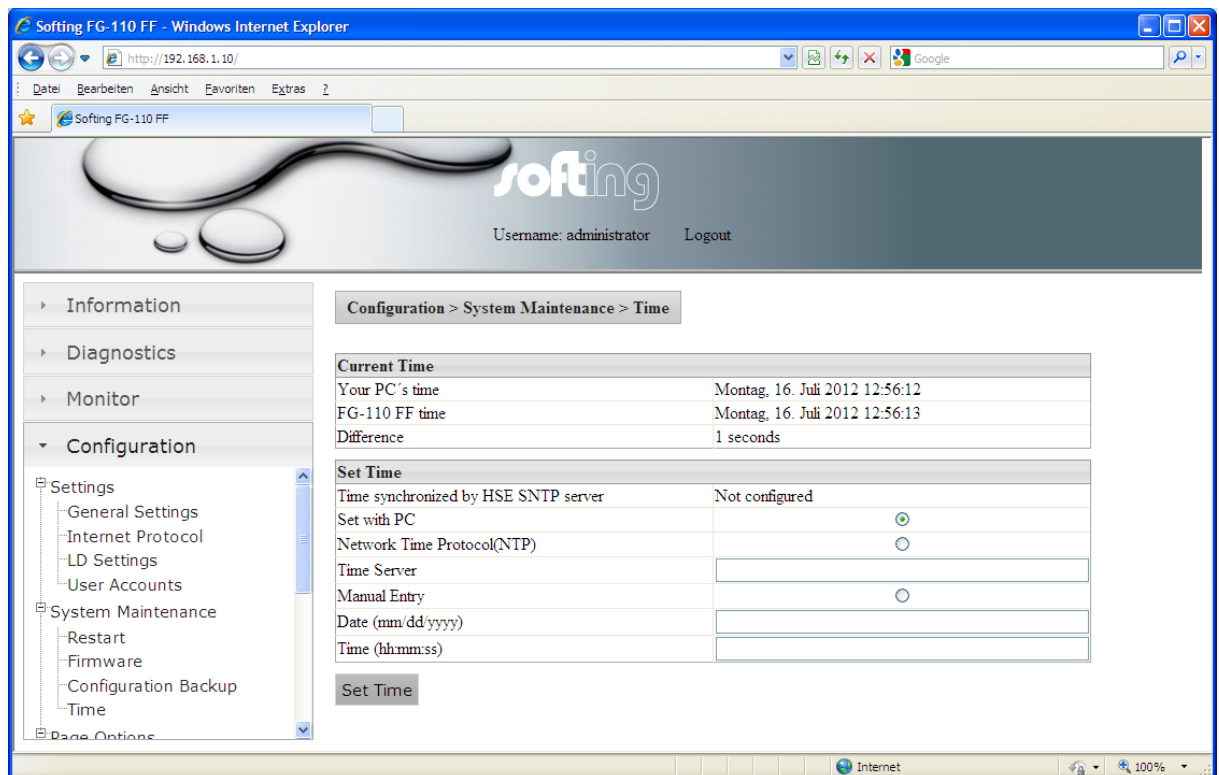 Softing FG-110 FF - Windows Internet Explorer
http://192.168.1.10/
Google
Datei Bearbeiten Ansicht Favoriten Extras ?
Softing FG-110 FF
softing
Username: administrator Logout
Information
Diagnostics
Monitor
Configuration
Settings
General Settings
Internet Protocol
LD Settings
User Accounts
System Maintenance
Restart
Firmware
Configuration Backup
Time
Page Options
Configuration > System Maintenance > Time
Current Time
Your PC´s time Montag, 16. Juli 2012 12:56:12
FG-110 FF time Montag, 16. Juli 2012 12:56:13
Difference 1 seconds
Set Time
Time synchronized by HSE SNTP server Not configured
Set with PC
Network Time Protocol(NTP)
Time Server
Manual Entry
Date (mm/dd/yyyy)
Time (hh:mm:ss)
Set Time
Internet 100%